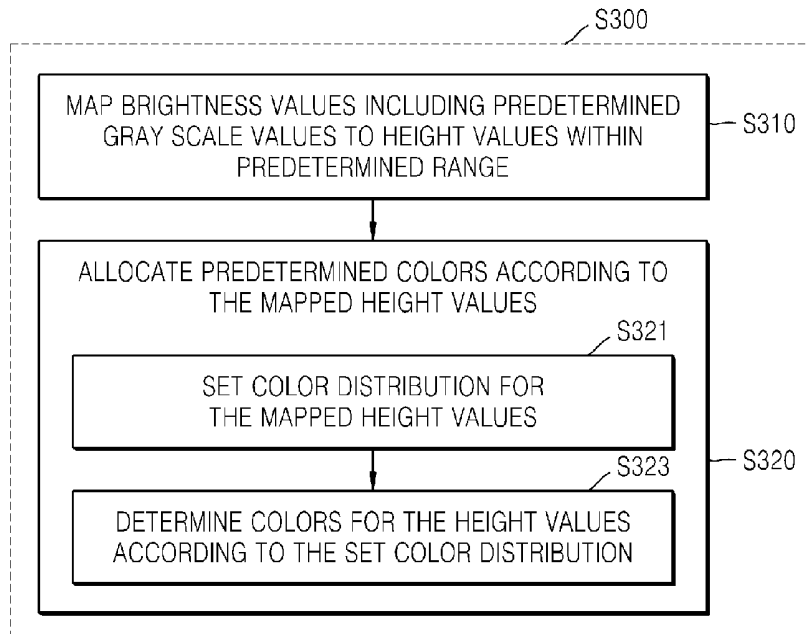 S300
MAP BRIGHTNESS VALUES INCLUDING PREDETERMINED
GRAY SCALE VALUES TO HEIGHT VALUES WITHIN
PREDETERMINED RANGE
S310
ALLOCATE PREDETERMINED COLORS ACCORDING TO
THE MAPPED HEIGHT VALUES
S321
SET COLOR DISTRIBUTION FOR
THE MAPPED HEIGHT VALUES
S320
S323
DETERMINE COLORS FOR THE HEIGHT VALUES
ACCORDING TO THE SET COLOR DISTRIBUTION